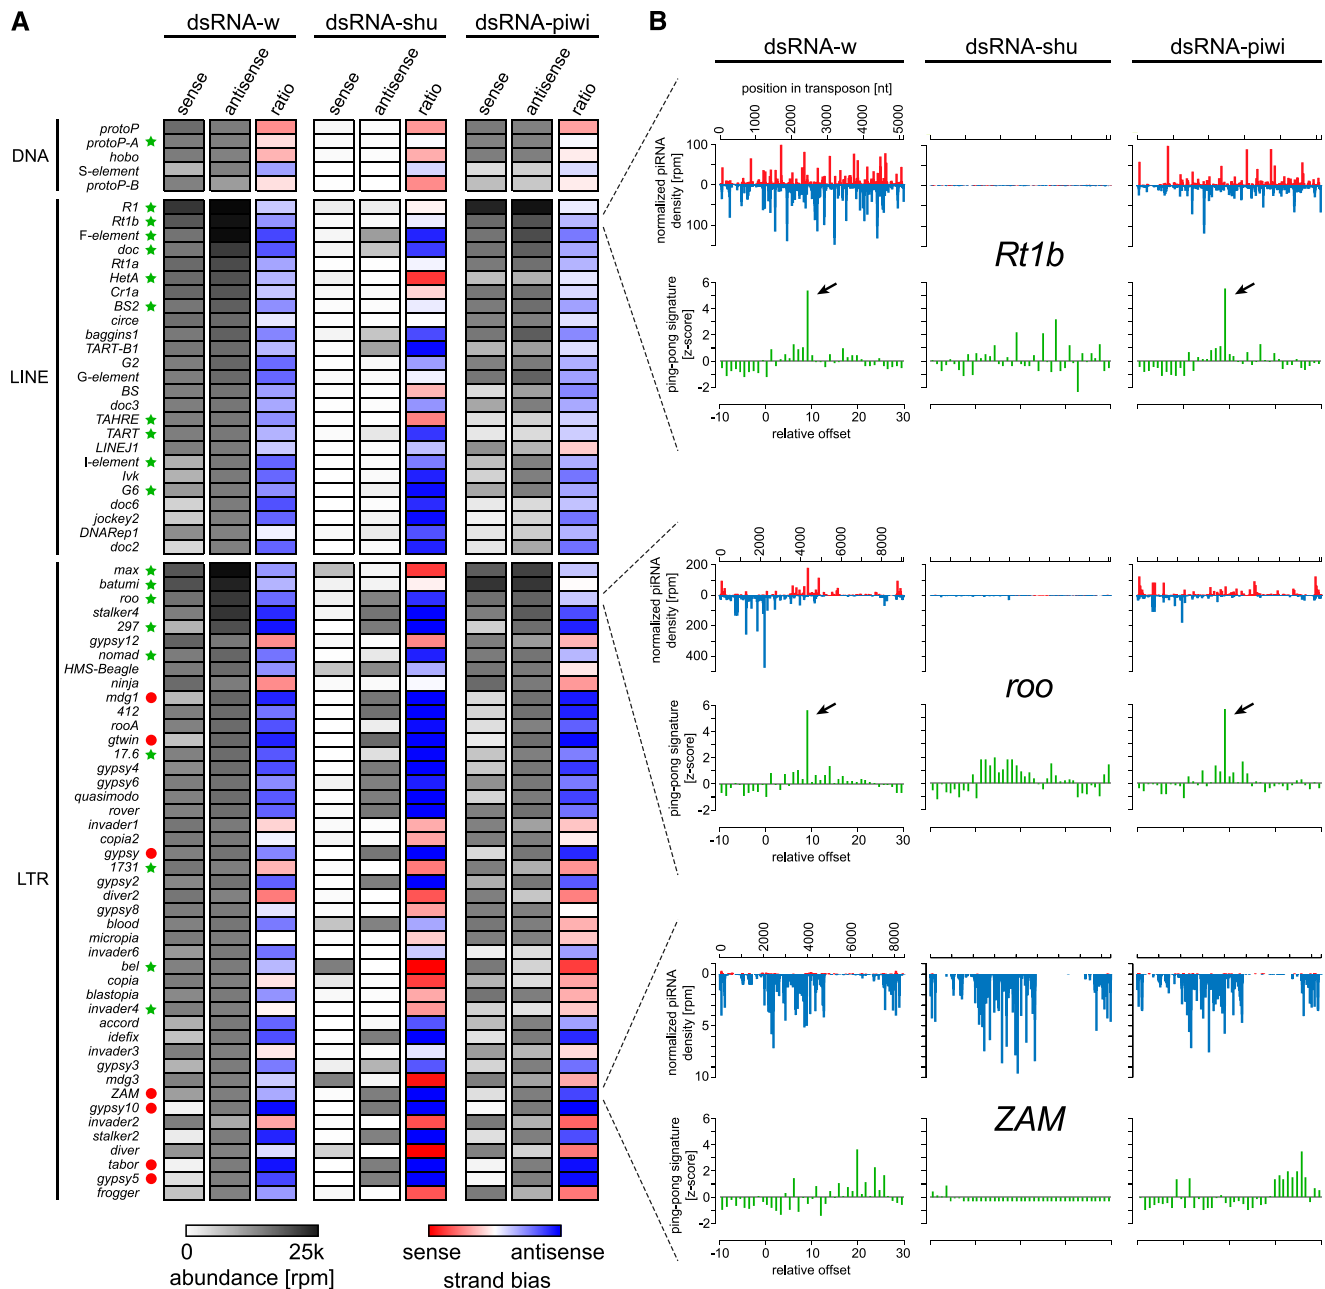 A
dsRNA-w
dsRNA-shu
dsRNA-piwi
sense
antisense
ratio
sense
antisense
ratio
sense
antisense
ratio
DNA
protoP
protoP-A
hobo
S-element
protoP-B
LINE
R1
Rt1b
F-element
doc
Rt1a
HetA
Cr1a
BS2
circe
baggins1
TART-B1
G2
G-element
BS
doc3
TAHRE
TART
LINEJ1
I-element
Ivk
G6
doc6
jockey2
DNARep1
doc2
LTR
max
batumi
roo
stalker4
297
gypsy12
nomad
HMS-Beagle
ninja
mdg1
412
rooA
gtwin
17.6
gypsy4
gypsy6
quasimodo
rover
invader1
copia2
gypsy
1731
gypsy2
diver2
gypsy8
blood
micropia
invader6
bel
copia
blastopia
invader4
accord
idefix
invader3
gypsy3
mdg3
ZAM
gypsy10
invader2
stalker2
diver
tabor
gypsy5
frogger
0 25k
abundance [rpm]
sense antisense
strand bias
B
dsRNA-w
dsRNA-shu
dsRNA-piwi
position in transposon [nt]
0 1000 2000 3000 4000 5000
normalized piRNA
density [rpm]
100
0
100
Rt1b
ping-pong signature
[z-score]
6
4
2
0
-2
-10 0 10 20 30
relative offset
0 2000 4000 6000 8000
normalized piRNA
density [rpm]
200
0
200
400
roo
ping-pong signature
[z-score]
6
4
2
0
-2
-10 0 10 20 30
relative offset
0 2000 4000 6000 8000
normalized piRNA
density [rpm]
0
5
10
ZAM
ping-pong signature
[z-score]
6
4
2
0
-2
-10 0 10 20 30
relative offset